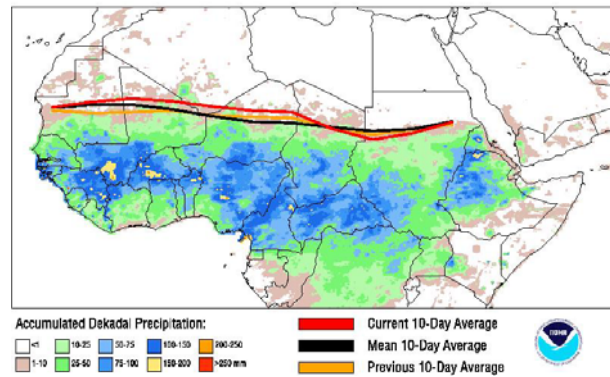 Accumulated Dekadal Precipitation:
<1 10-25 50-75 100-150 200-250
1-10 25-50 75-100 150-200 >250 mm
Current 10-Day Average
Mean 10-Day Average
Previous 10-Day Average